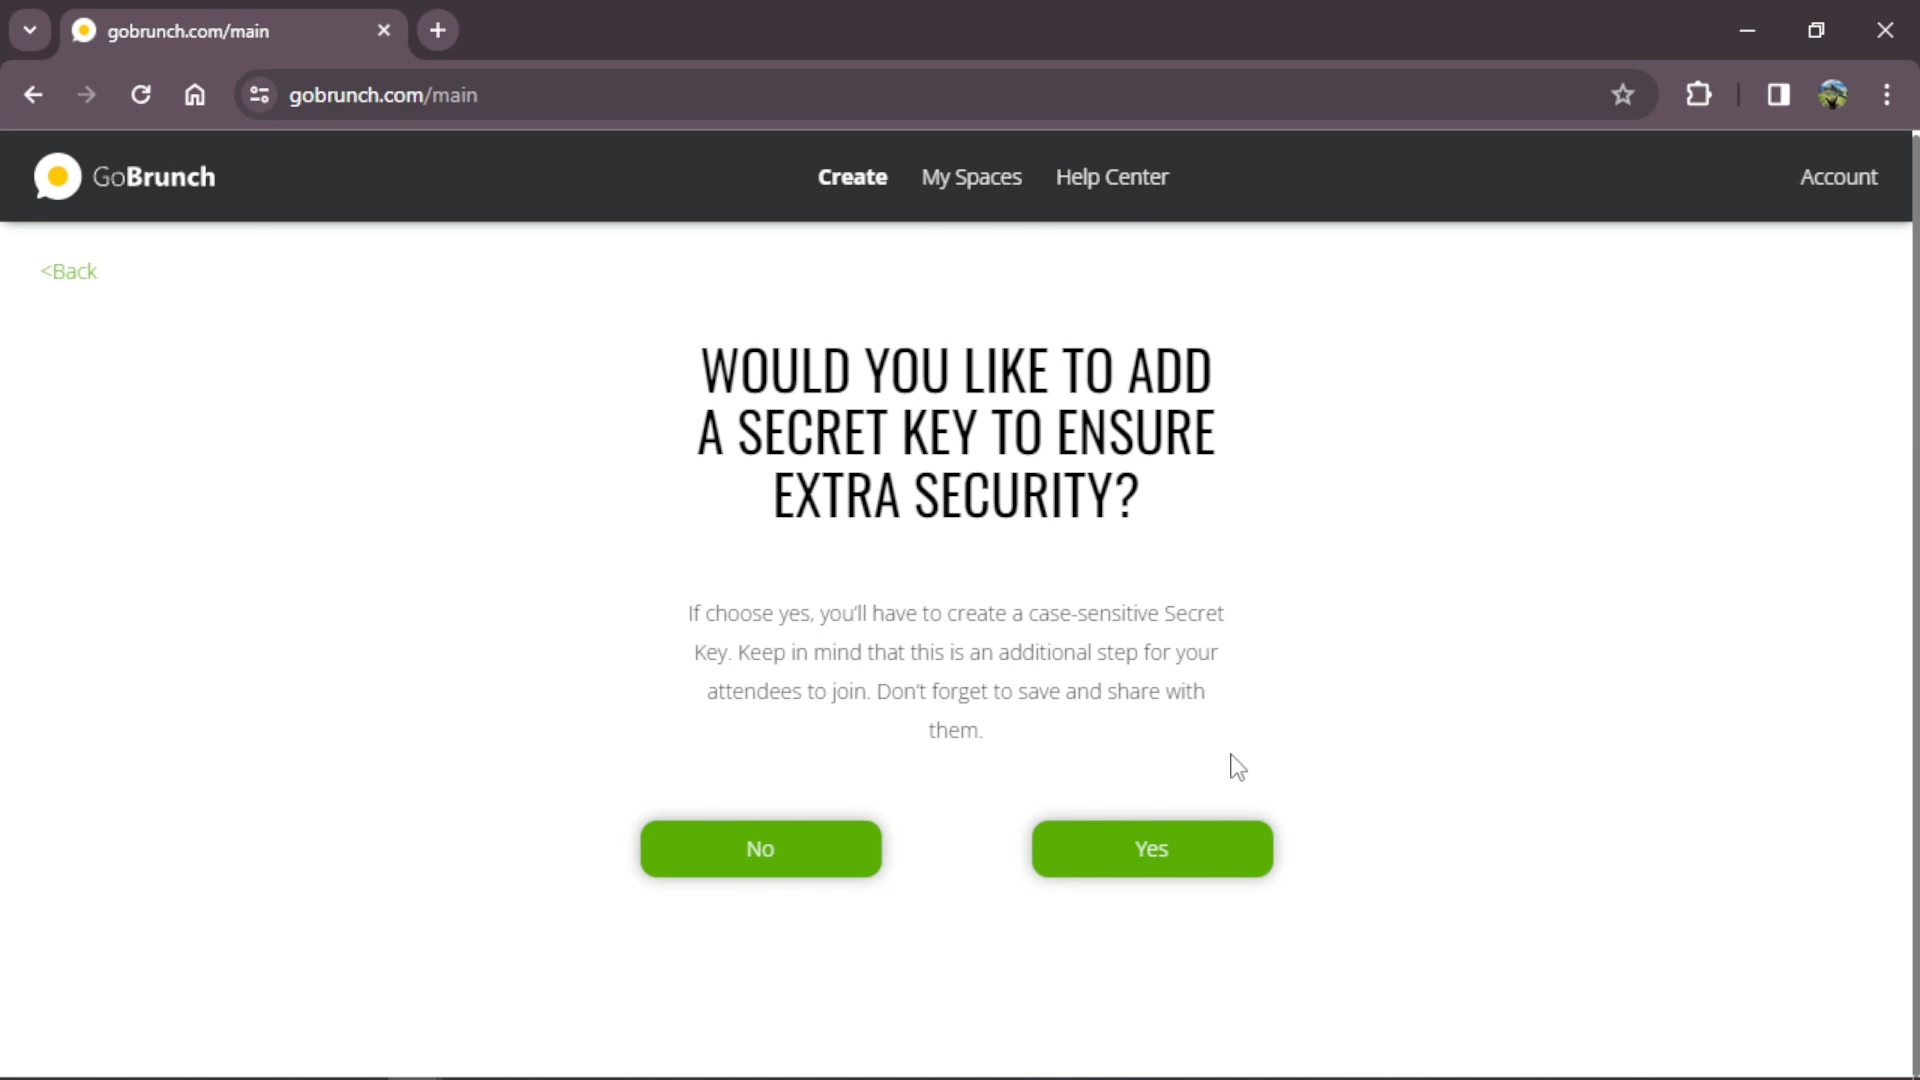 gobrunch.com/main
gobrunch.com/main
GoBrunch
Create My Spaces Help Center Account
<Back
WOULD YOU LIKE TO ADD
A SECRET KEY TO ENSURE
EXTRA SECURITY?
If choose yes, you'll have to create a case-sensitive Secret
Key. Keep in mind that this is an additional step for your
attendees to join. Don't forget to save and share with
them.
No
Yes